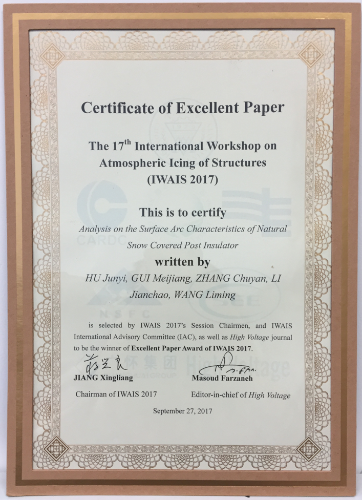 Certificate of Excellent Paper
The 17th International Workshop on
Atmospheric Icing of Structures
(IWAIS 2017)
This is to certify
Analysis on the Surface Arc Characteristics of Natural
Snow Covered Post Insulator
written by
HU Junyi, GUI Meijiang, ZHANG Chuyan, LI
Jianchao, WANG Liming
is selected by IWAIS 2017's Session Chairmen, and IWAIS
International Advisory Committee (IAC), as well as High Voltage journal
to be the winner of Excellent Paper Award of IWAIS 2017.
JIANG Xingliang Masoud Farzaneh
Chairman of IWAIS 2017 Editor-in-chief of High Voltage
September 27, 2017